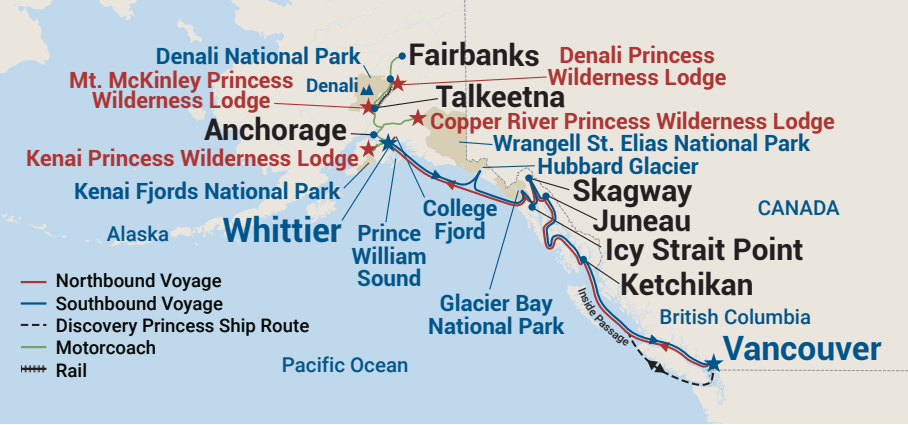 Denali National Park
Fairbanks
Denali Princess
Wilderness Lodge
Mt. McKinley Princess
Wilderness Lodge
Denali
Talkeetna
Copper River Princess Wilderness Lodge
Anchorage
Wrangell St. Elias National Park
Kenai Princess Wilderness Lodge
Hubbard Glacier
Kenai Fjords National Park
Skagway
College
Fjord
Juneau
CANADA
Whittier
Alaska
Prince
William
Sound
Icy Strait Point
Ketchikan
Glacier Bay
National Park
Inside Passage
British Columbia
Vancouver
Pacific Ocean
Northbound Voyage
Southbound Voyage
Discovery Princess Ship Route
Motorcoach
Rail